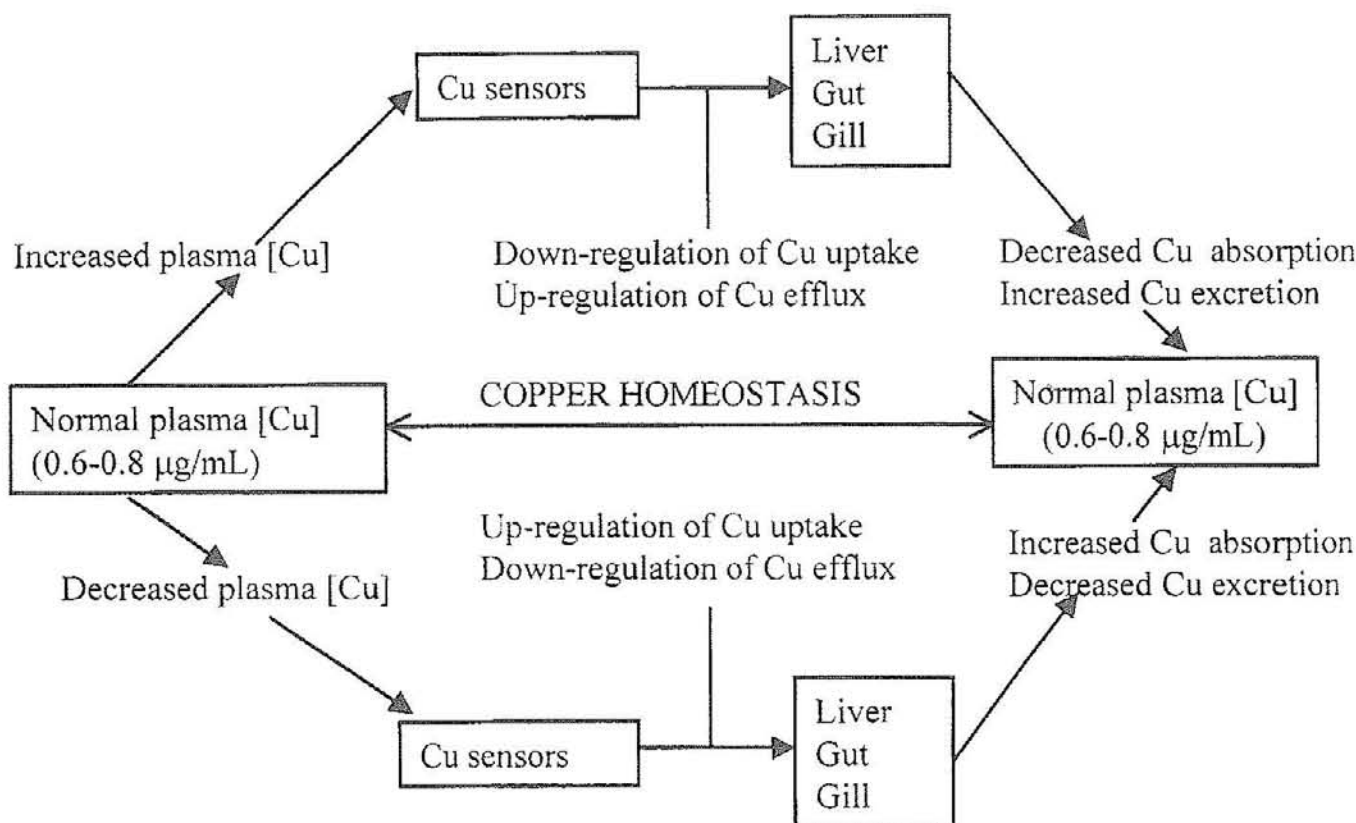 Cu sensors
Liver
Gut
Gill
Increased plasma [Cu]
Down-regulation of Cu uptake
Up-regulation of Cu efflux
Decreased Cu absorption
Increased Cu excretion
Normal plasma [Cu]
(0.6-0.8 µg/mL)
COPPER HOMEOSTASIS
Normal plasma [Cu]
(0.6-0.8 µg/mL)
Decreased plasma [Cu]
Up-regulation of Cu uptake
Down-regulation of Cu efflux
Increased Cu absorption
Decreased Cu excretion
Cu sensors
Liver
Gut
Gill